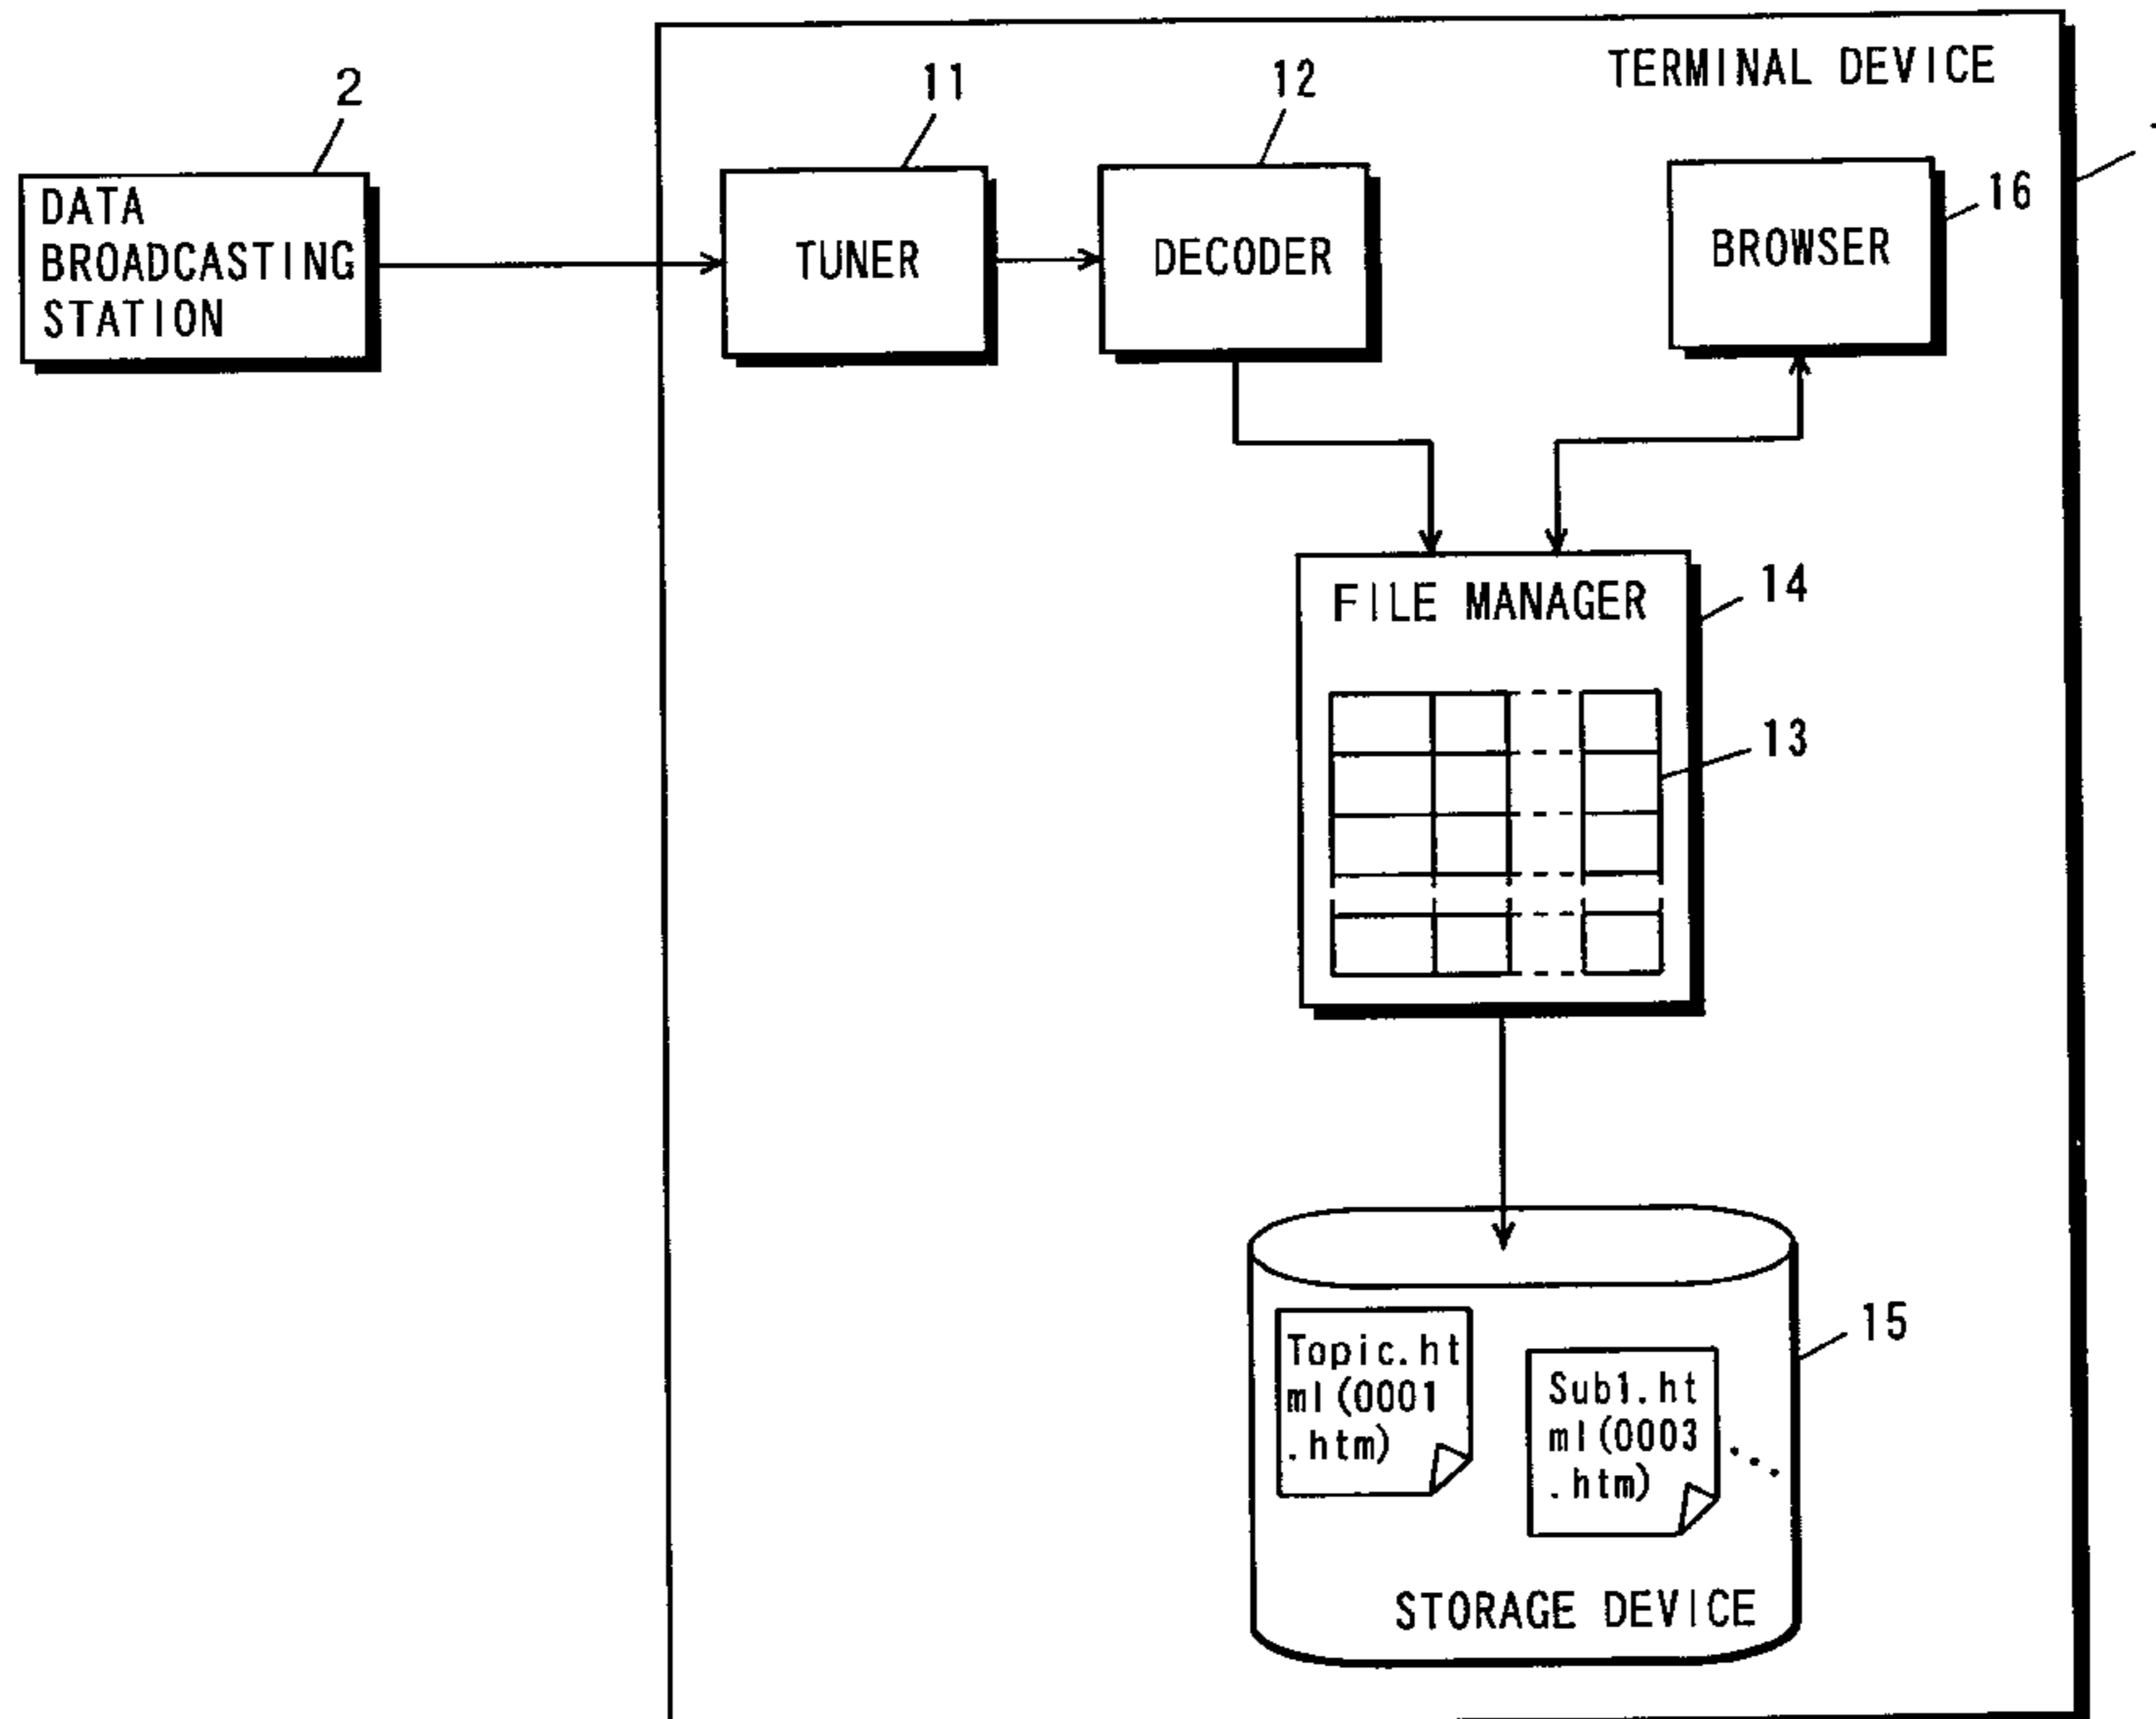 TERMINAL DEVICE
2
11
12
16
DATA
BROADCASTING
STATION
TUNER
DECODER
BROWSER
FILE MANAGER
14
13
15
Topic.ht
ml(0001
.htm)
Sub1.ht
ml(0003
.htm)
STORAGE DEVICE